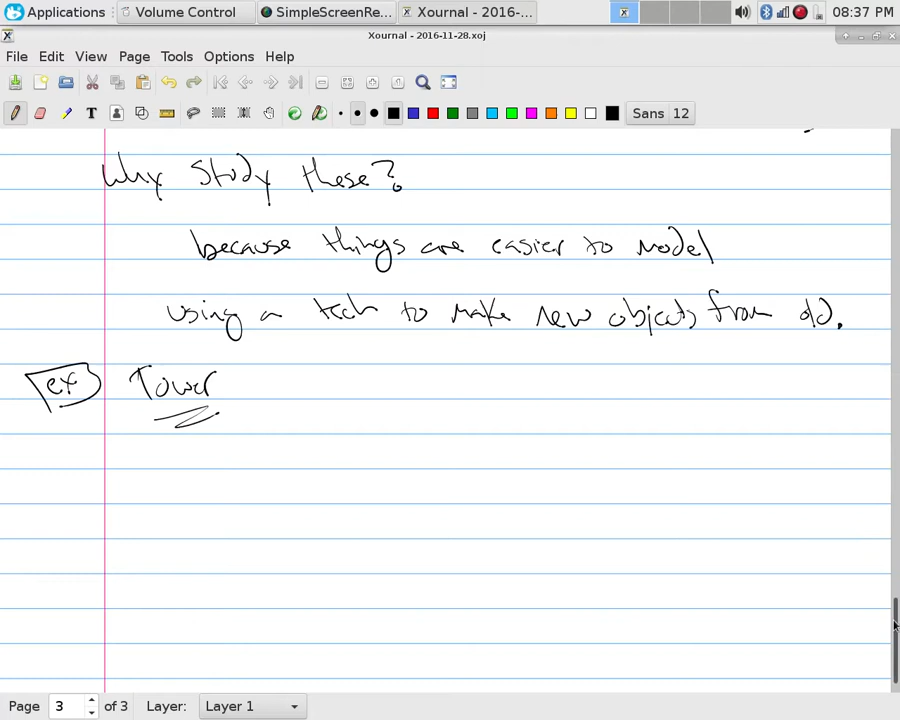 Applications Volume Control SimpleScreenRe... Xournal - 2016-... 08:37 PM
Xournal - 2016-11-28.xoj
File Edit View Page Tools Options Help
T Sans 12
Why Study these?
because things are easier to model
using a tech to make new objects from old.
ex Tower
Page 3 of 3 Layer: Layer 1